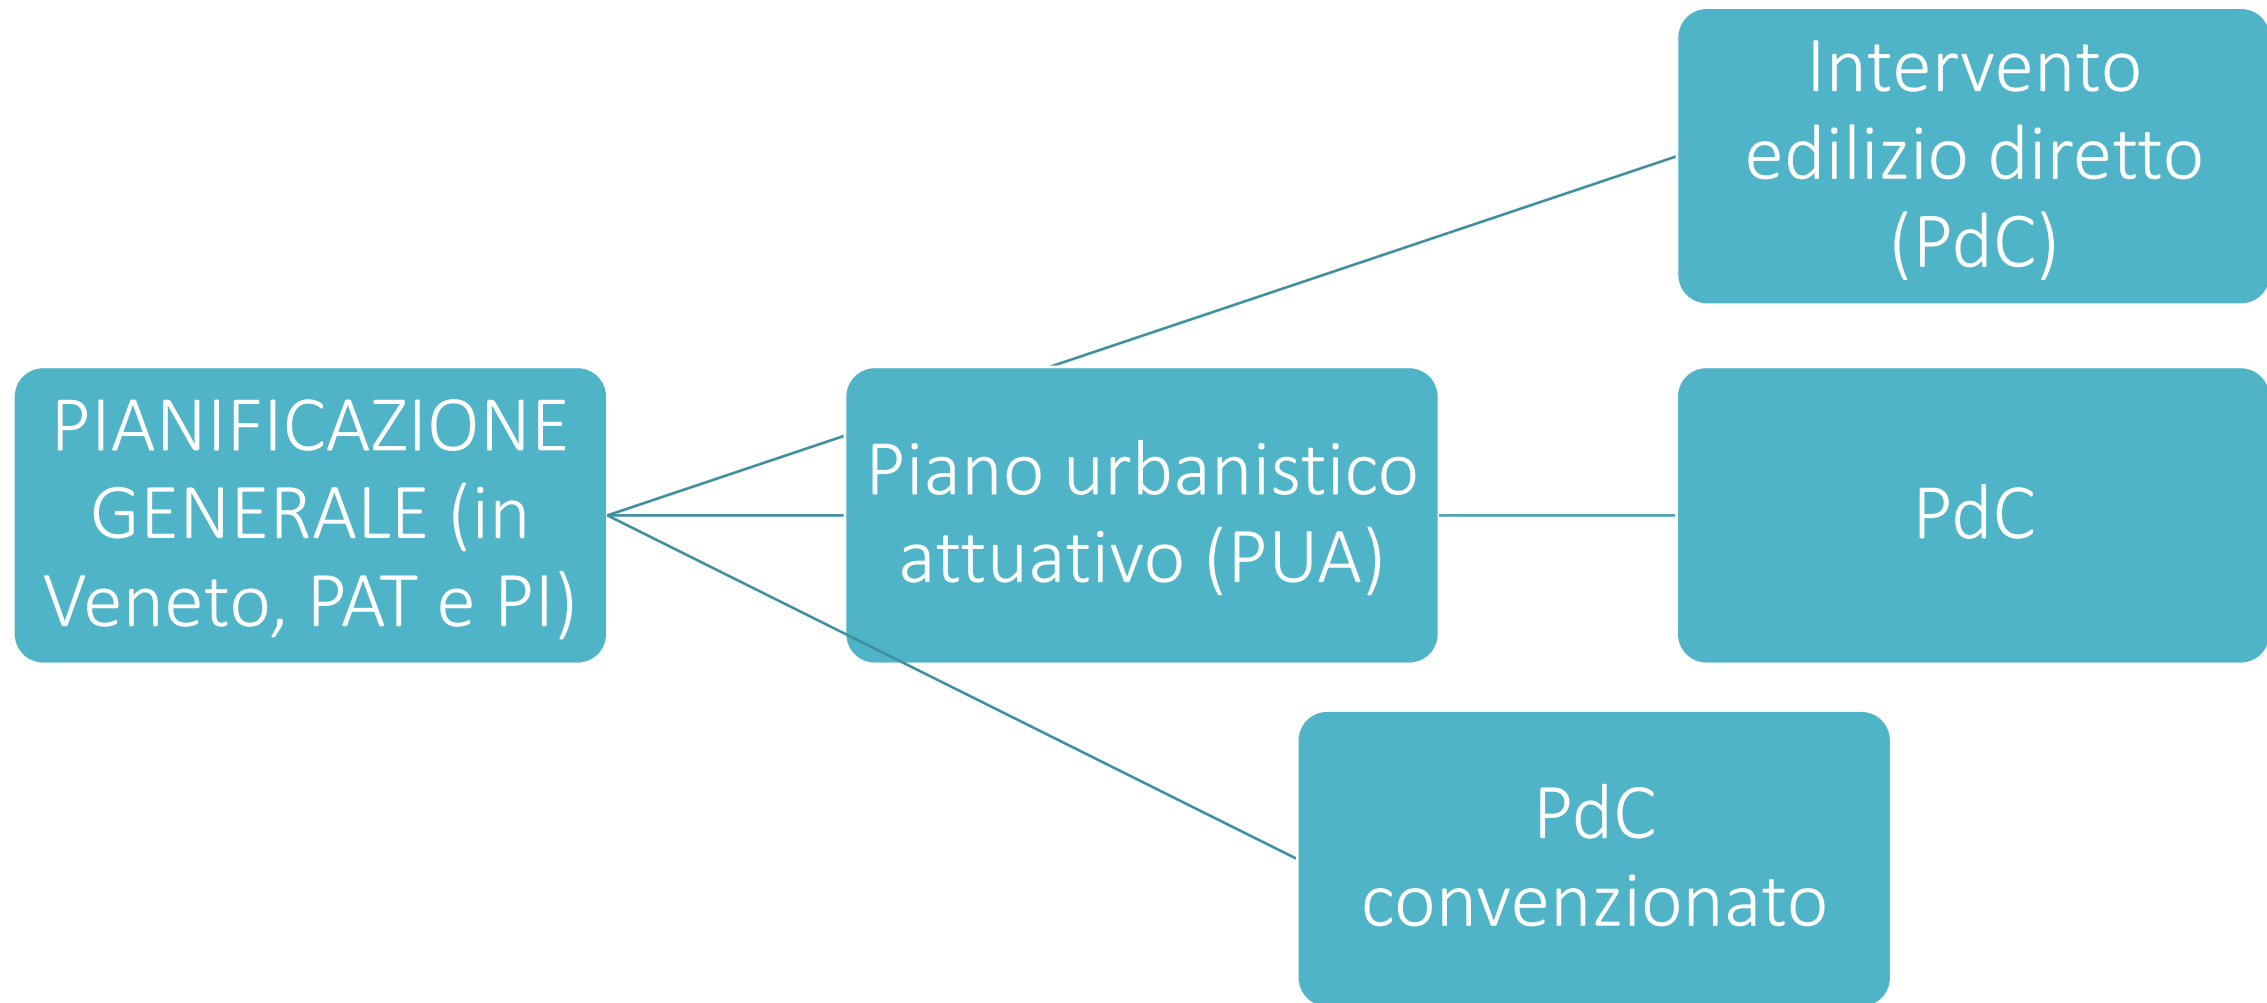 Intervento
edilizio diretto
(PdC)
PIANIFICAZIONE
GENERALE (in
Veneto, PAT e PI)
Piano urbanistico
attuativo (PUA)
PdC
PdC
convenzionato